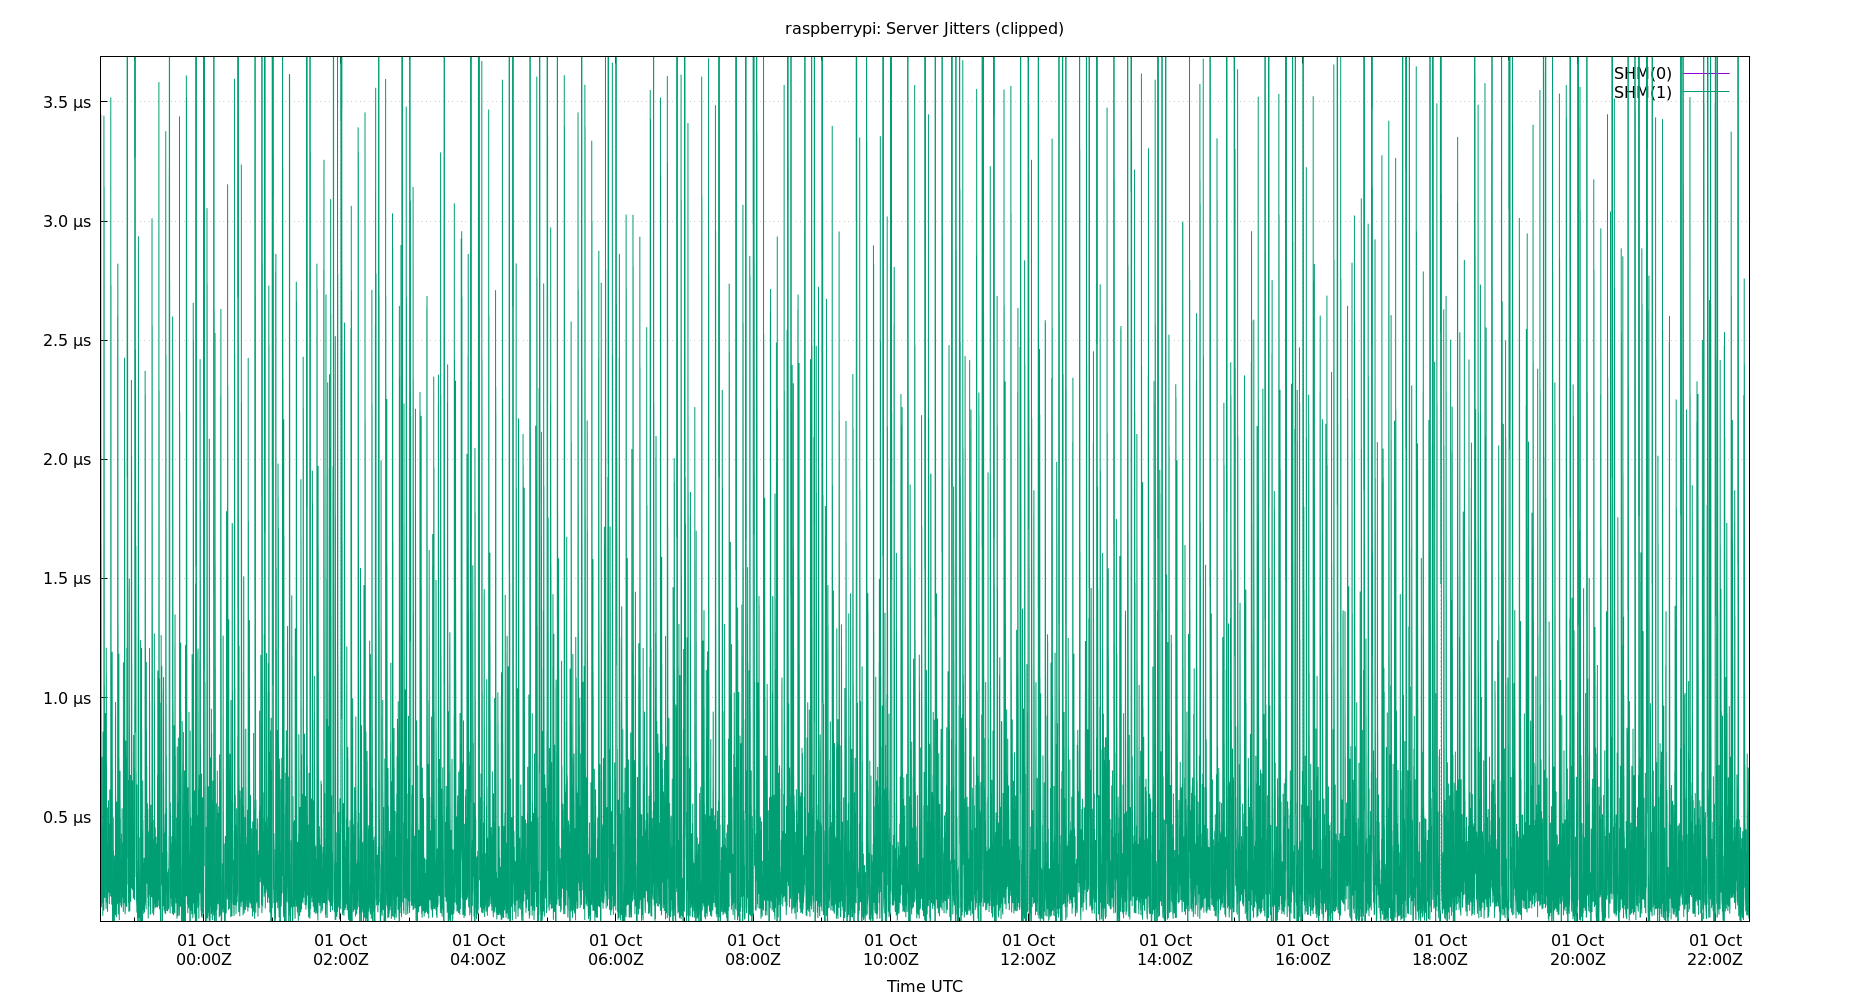 raspberrypi: Server Jitters (clipped)
SHM(0)
SHM(1)
3.5 µs
3.0 µs
2.5 µs
2.0 µs
1.5 µs
1.0 µs
0.5 µs
01 Oct 01 Oct 01 Oct 01 Oct 01 Oct 01 Oct 01 Oct 01 Oct 01 Oct 01 Oct 01 Oct 01 Oct
00:00Z 02:00Z 04:00Z 06:00Z 08:00Z 10:00Z 12:00Z 14:00Z 16:00Z 18:00Z 20:00Z 22:00Z
Time UTC